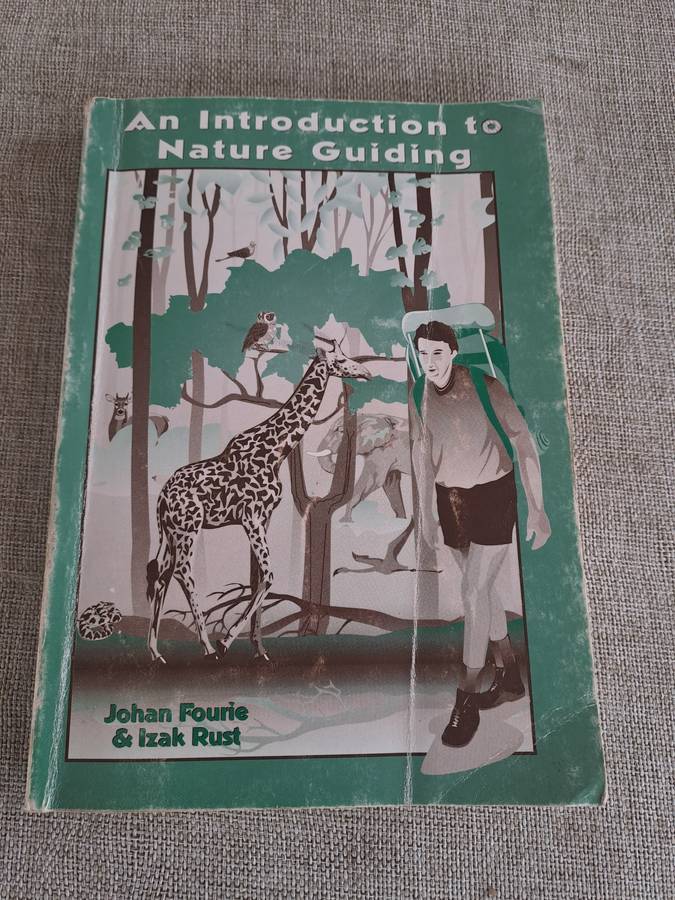 An Introduction to
Nature Guiding
Johan Fourie
& Izak Rust